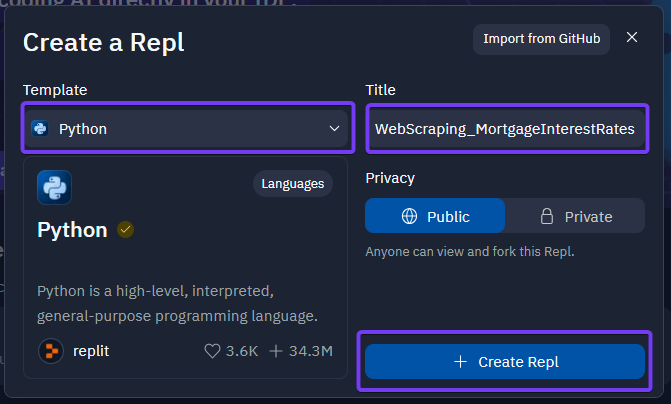 coding AI directly in your IDE.
Create a Repl
Import from GitHub
Template
Title
Python
WebScraping_MortgageInterestRates
Languages
Privacy
Public
Private
Python
Anyone can view and fork this Repl.
Python is a high-level, interpreted,
general-purpose programming language.
replit
3.6K
34.3M
Create Repl